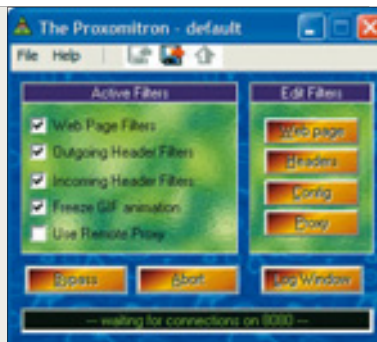 The Proxomitron - default
File Help
Active Filters
Edit Filters
Web Page Filters
Outgoing Header Filters
Incoming Header Filters
Freeze GIF animation
Use Remote Proxy
Web page
Headers
Config
Proxy
Bypass
Abort
Log Window
--- waiting for connections on 8080 ---